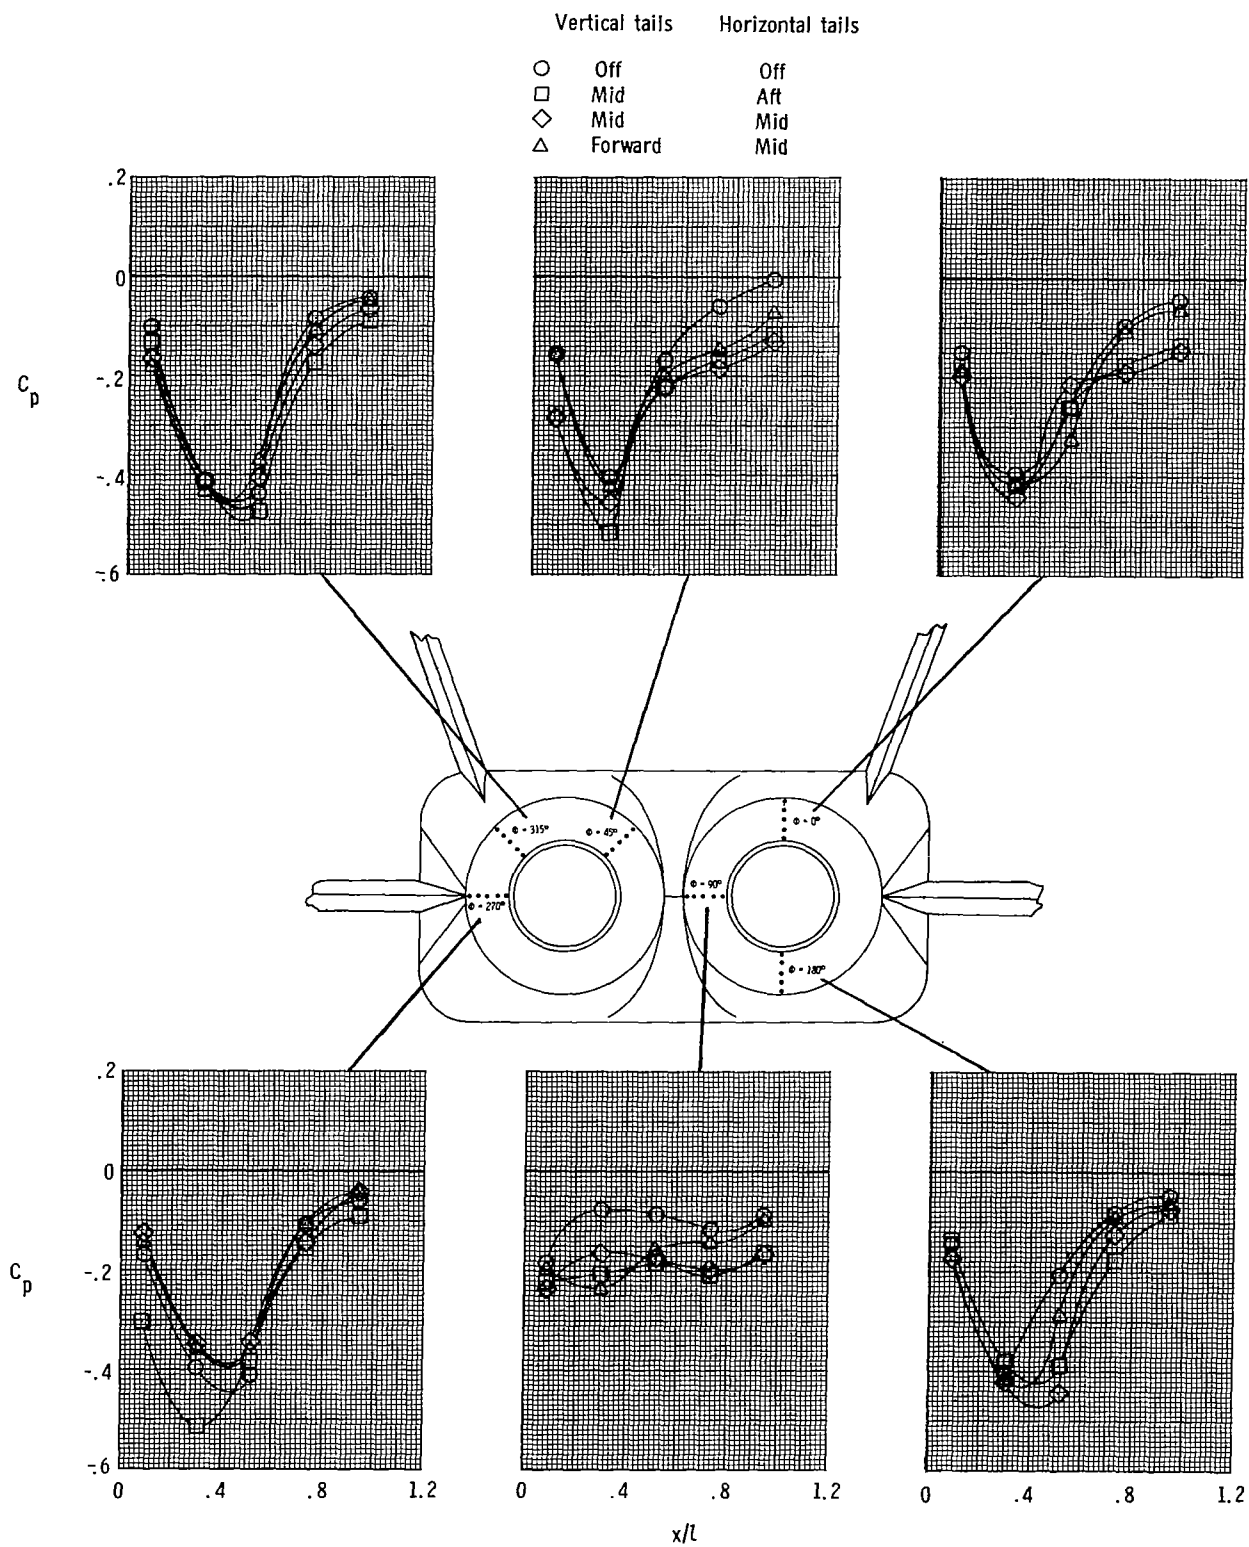 Vertical tails Horizontal tails
Off Off
Mid Aft
Mid Mid
Forward Mid
.2
0
-.2
-.4
-.6
Cp
Φ = 315°
Φ = 45°
Φ = 0°
Φ = 270°
Φ = 90°
Φ = 180°
.2
0
-.2
-.4
-.6
Cp
0 .4 .8 1.2
0 .4 .8 1.2
0 .4 .8 1.2
x/l